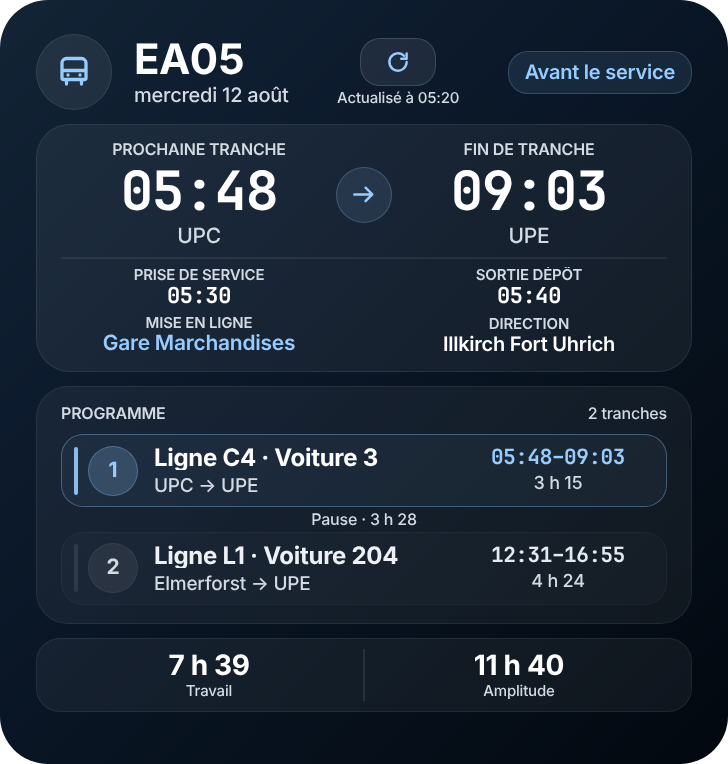 EA05
mercredi 12 août
Actualisé à 05:20
Avant le service
PROCHAINE TRANCHE
05:48
UPC
FIN DE TRANCHE
09:03
UPE
PRISE DE SERVICE
05:30
SORTIE DÉPÔT
05:40
MISE EN LIGNE
Gare Marchandises
DIRECTION
Illkirch Fort Uhrich
PROGRAMME
2 tranches
1
Ligne C4 · Voiture 3
05:48–09:03
UPC → UPE
3 h 15
Pause · 3 h 28
2
Ligne L1 · Voiture 204
12:31–16:55
Elmerforst → UPE
4 h 24
7 h 39
Travail
11 h 40
Amplitude